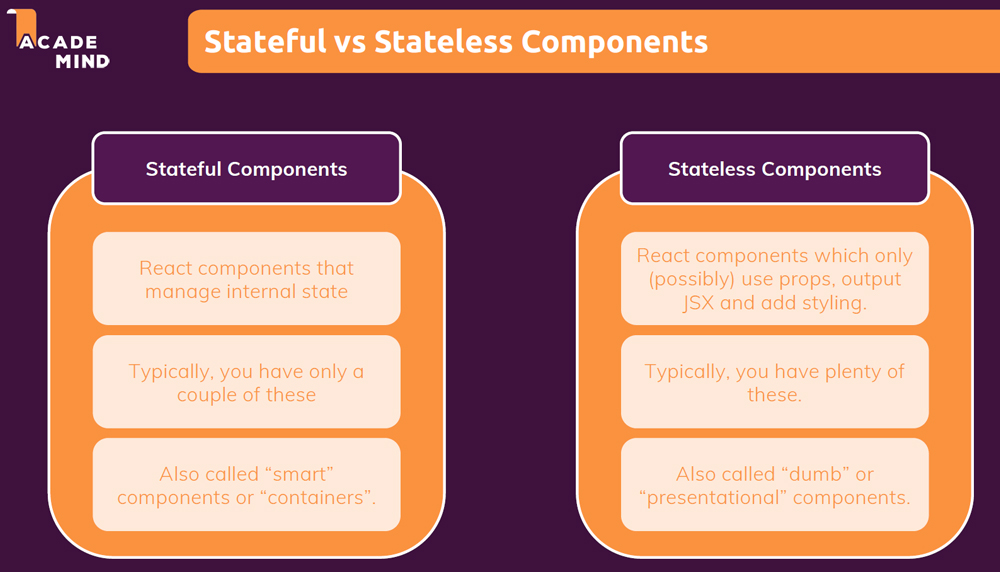 ACADE
MIND
Stateful vs Stateless Components
Stateful Components
React components that
manage internal state
Typically, you have only a
couple of these
Also called “smart”
components or “containers”.
Stateless Components
React components which only
(possibly) use props, output
JSX and add styling.
Typically, you have plenty of
these.
Also called “dumb” or
“presentational” components.